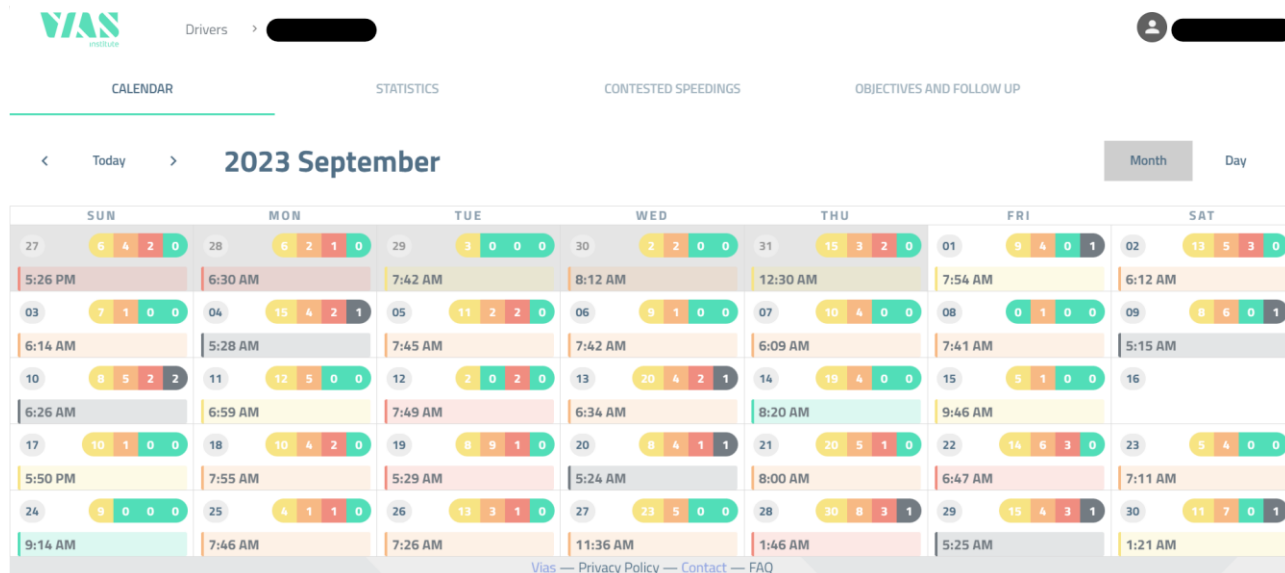 VIAS
institute
Drivers >
CALENDAR STATISTICS CONTESTED SPEEDINGS OBJECTIVES AND FOLLOW UP
< Today > 2023 September Month Day
SUN MON TUE WED THU FRI SAT
27 6 4 2 0 28 6 2 1 0 29 3 0 0 0 30 2 2 0 0 31 15 3 2 0 01 9 4 0 1 02 13 5 3 0
5:26 PM 6:30 AM 7:42 AM 8:12 AM 12:30 AM 7:54 AM 6:12 AM
03 7 1 0 0 04 15 4 2 1 05 11 2 2 0 06 9 1 0 0 07 10 4 0 0 08 0 1 0 0 09 8 6 0 1
6:14 AM 5:28 AM 7:45 AM 7:42 AM 6:09 AM 7:41 AM 5:15 AM
10 8 5 2 2 11 12 5 0 0 12 2 0 2 0 13 20 4 2 1 14 19 4 0 0 15 5 1 0 0 16
6:26 AM 6:59 AM 7:49 AM 6:34 AM 8:20 AM 9:46 AM
17 10 1 0 0 18 10 4 2 0 19 8 9 1 0 20 8 4 1 1 21 20 5 1 0 22 14 6 3 0 23 5 4 0 0
5:50 PM 7:55 AM 5:29 AM 5:24 AM 8:00 AM 6:47 AM 7:11 AM
24 9 0 0 0 25 4 1 1 0 26 13 3 1 0 27 23 5 0 0 28 30 8 3 1 29 15 4 3 1 30 11 7 0 1
9:14 AM 7:46 AM 7:26 AM 11:36 AM 1:46 AM 5:25 AM 1:21 AM
Vias — Privacy Policy — Contact — FAQ